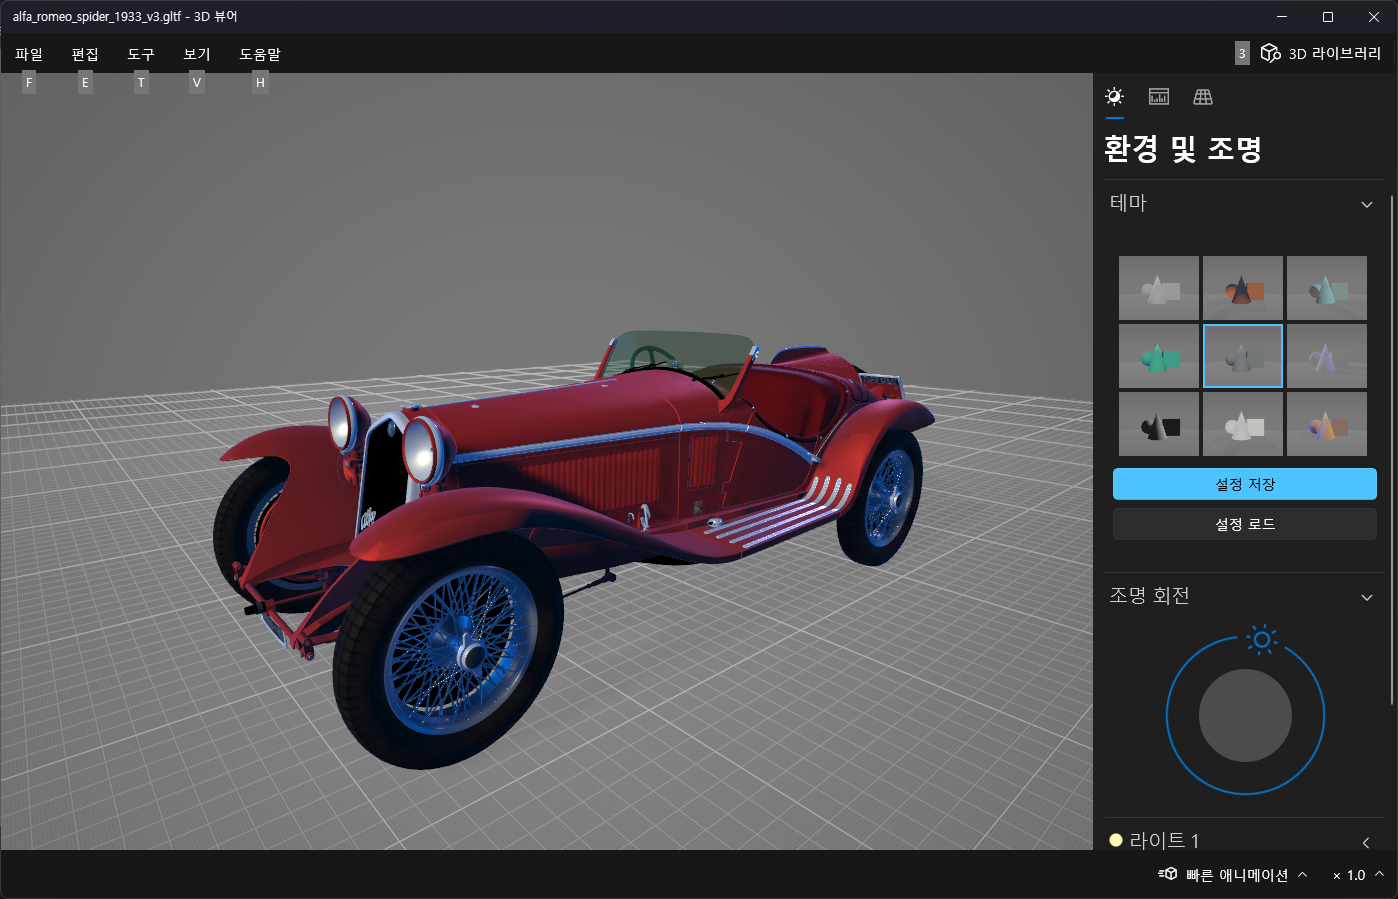 alfa_romeo_spider_1933_v3.gltf - 3D 뷰어
파일 편집 도구 보기 도움말
F E T V H
3 3D 라이브러리
환경 및 조명
테마
설정 저장
설정 로드
조명 회전
라이트 1
빠른 애니메이션 × 1.0